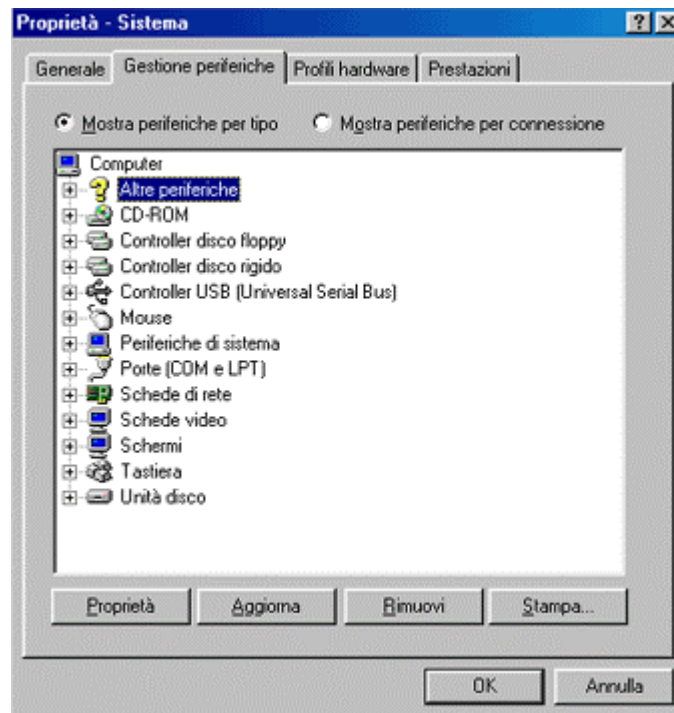 Proprietà - Sistema
Generale Gestione periferiche Profili hardware Prestazioni
Mostra periferiche per tipo Mostra periferiche per connessione
Computer
Altre periferiche
CD-ROM
Controller disco floppy
Controller disco rigido
Controller USB (Universal Serial Bus)
Mouse
Periferiche di sistema
Porte (COM e LPT)
Schede di rete
Schede video
Schermi
Tastiera
Unità disco
Proprietà Aggiorna Rimuovi Stampa...
OK Annulla